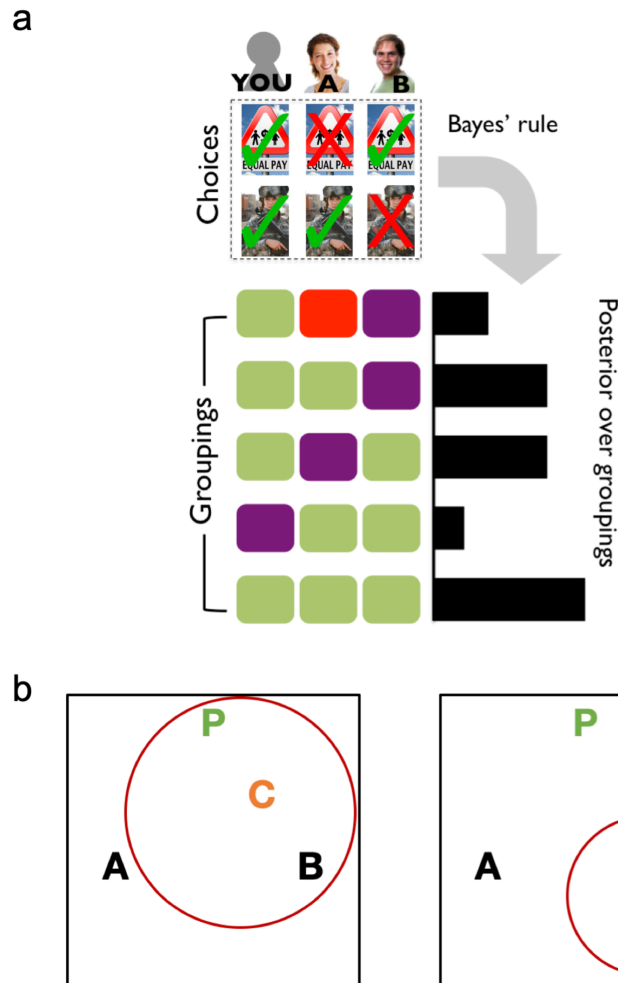 a
YOU A B
EQUAL PAY EQUAL PAY EQUAL PAY
Choices
Bayes' rule
Groupings
Posterior over groupings
b
P
C
A
B
P
A